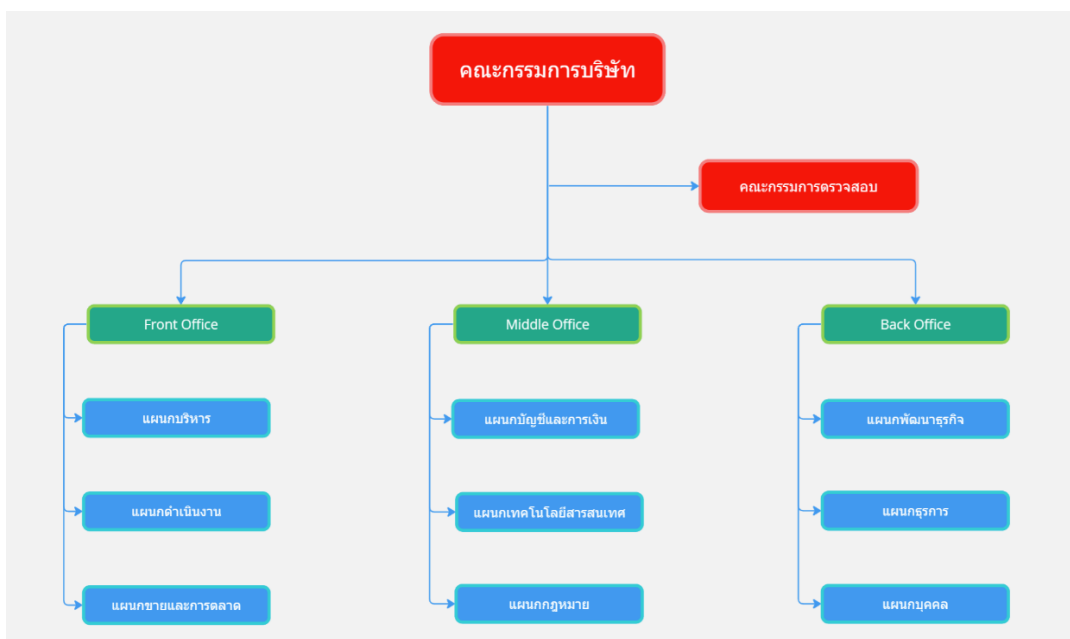 คณะกรรมการบริษัท
คณะกรรมการตรวจสอบ
Front Office
Middle Office
Back Office
แผนกบริหาร
แผนกบัญชีและการเงิน
แผนกพัฒนาธุรกิจ
แผนกดำเนินงาน
แผนกเทคโนโลยีสารสนเทศ
แผนกธุรการ
แผนกขายและการตลาด
แผนกกฎหมาย
แผนกบุคคล